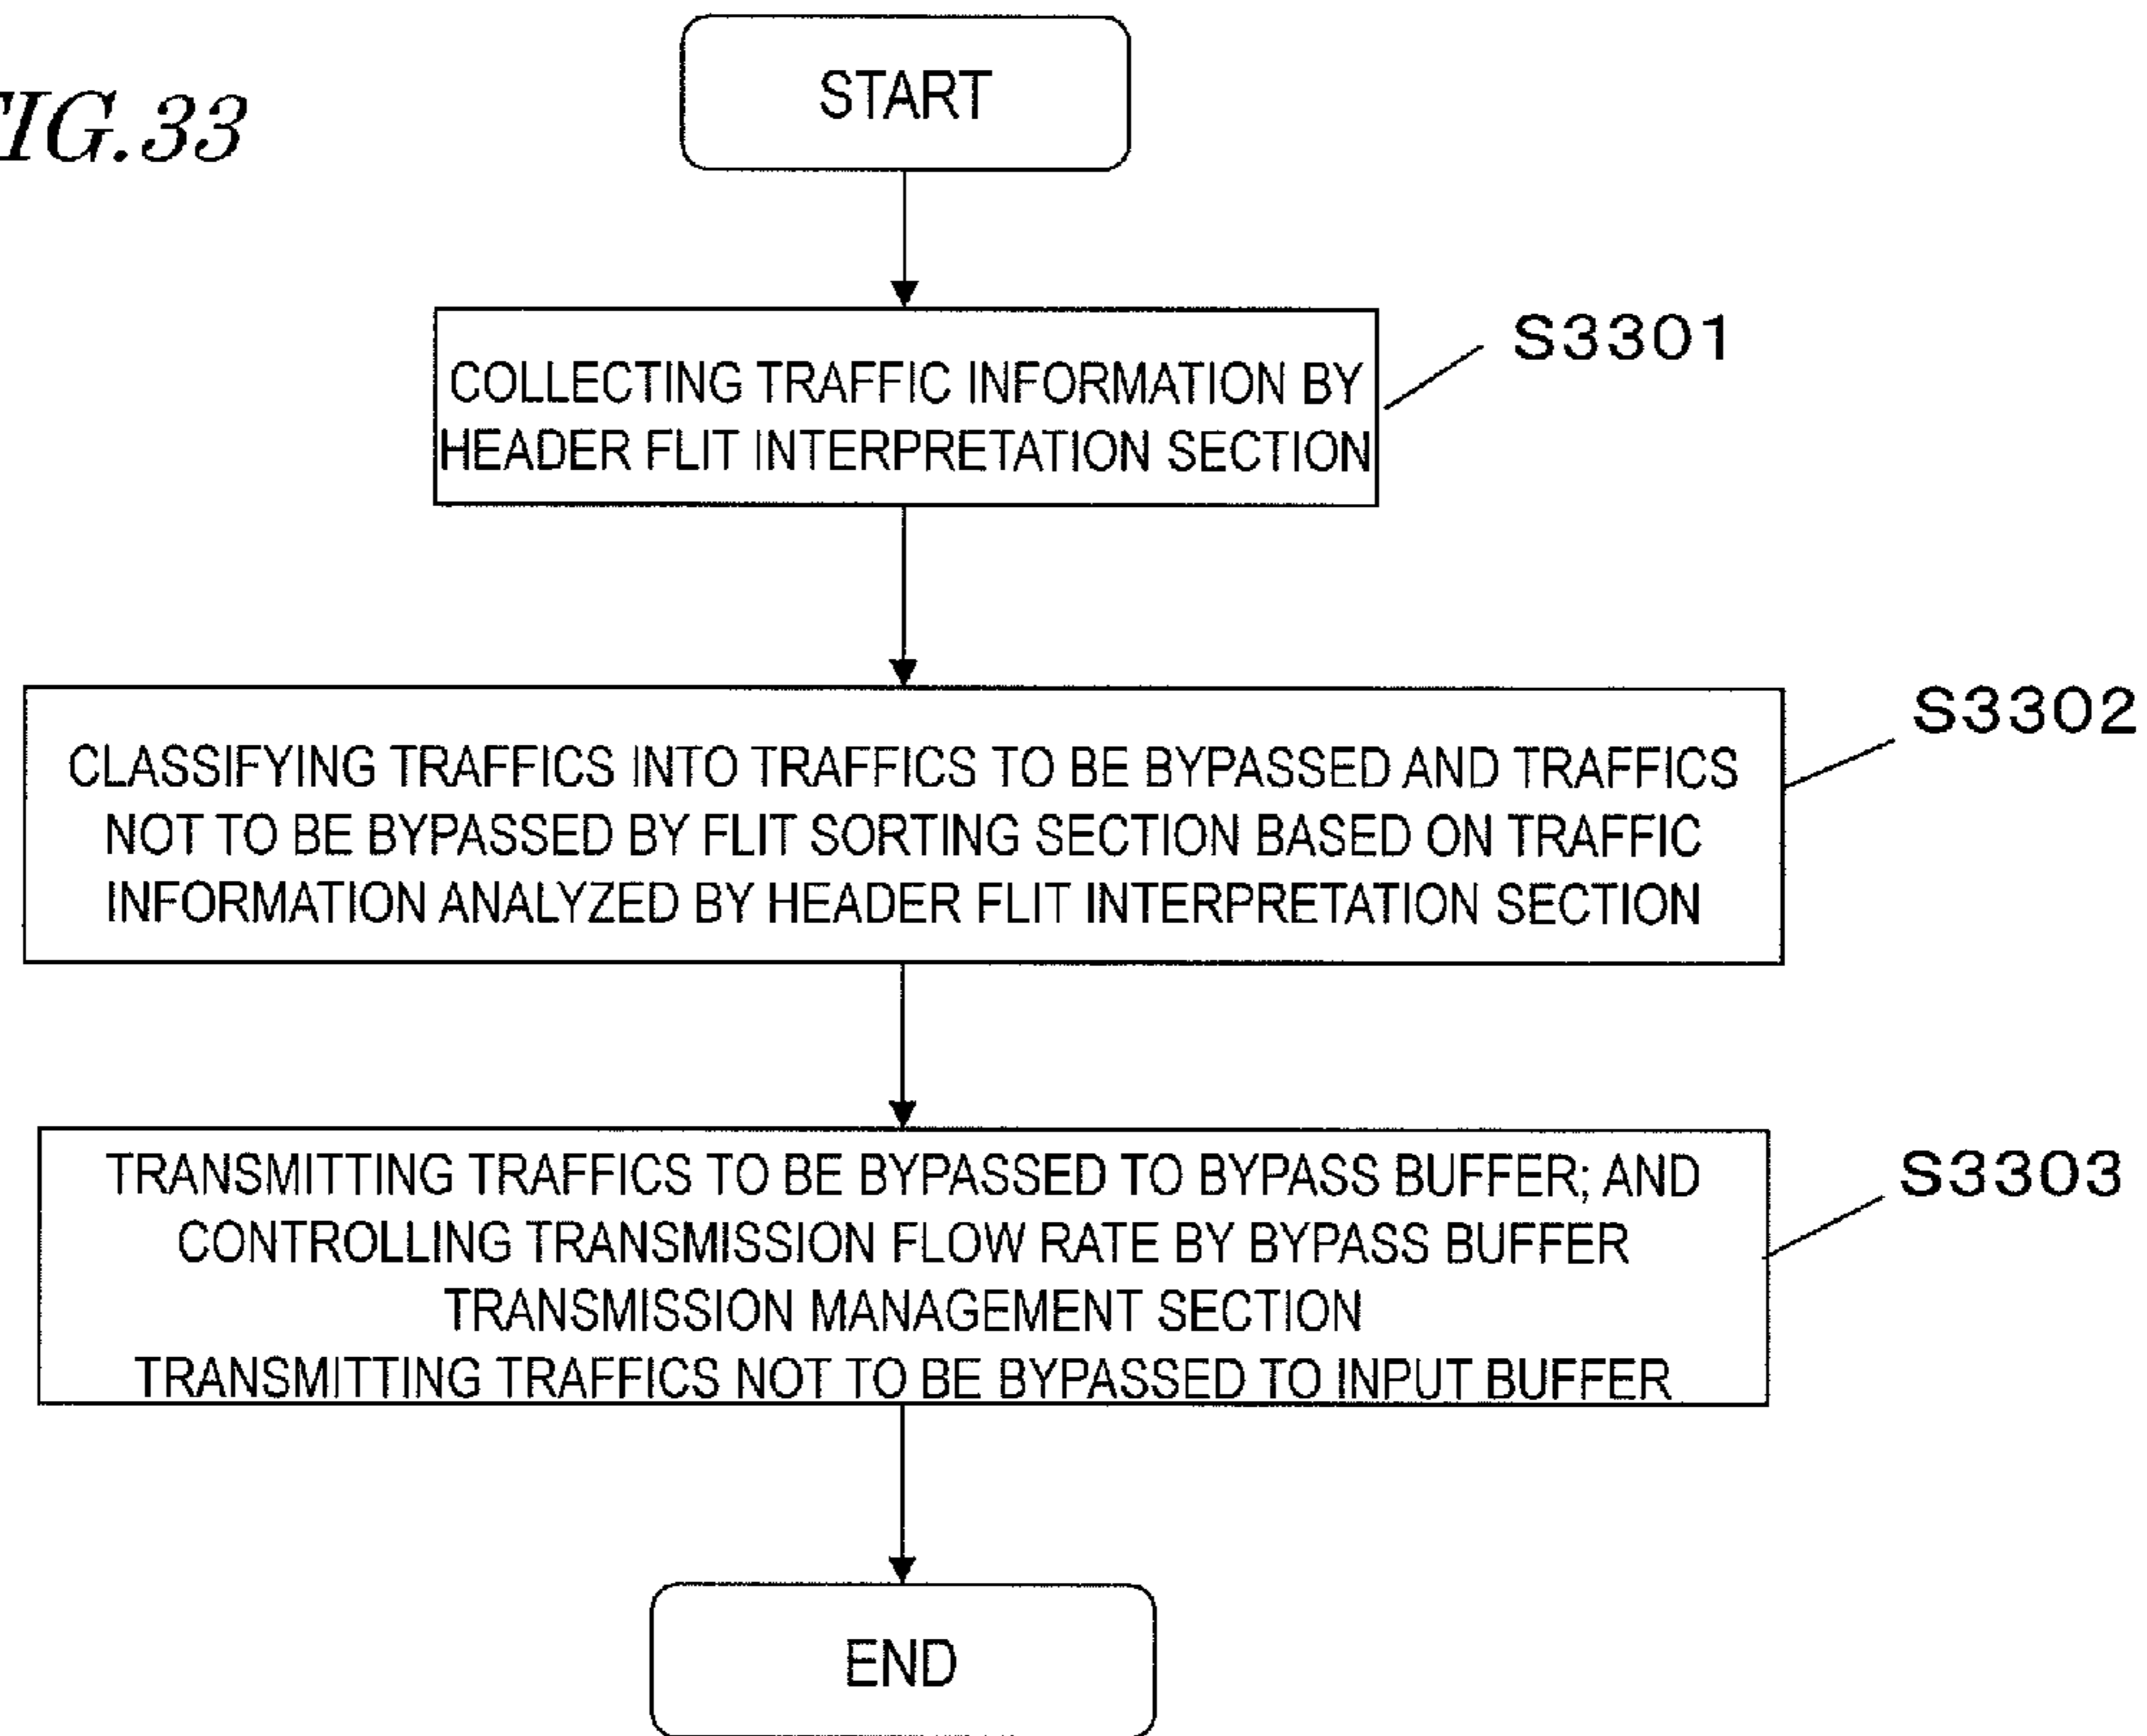 IG.33
START
COLLECTING TRAFFIC INFORMATION BY
HEADER FLIT INTERPRETATION SECTION
S3301
CLASSIFYING TRAFFICS INTO TRAFFICS TO BE BYPASSED AND TRAFFICS
NOT TO BE BYPASSED BY FLIT SORTING SECTION BASED ON TRAFFIC
INFORMATION ANALYZED BY HEADER FLIT INTERPRETATION SECTION
S3302
TRANSMITTING TRAFFICS TO BE BYPASSED TO BYPASS BUFFER; AND
CONTROLLING TRANSMISSION FLOW RATE BY BYPASS BUFFER
TRANSMISSION MANAGEMENT SECTION
TRANSMITTING TRAFFICS NOT TO BE BYPASSED TO INPUT BUFFER
S3303
END